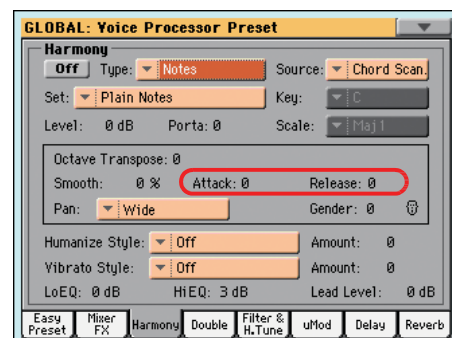 GLOBAL: Voice Processor Preset
Harmony
Off Type: Notes Source: Chord Scan.
Set: Plain Notes Key: C
Level: 0 dB Porta: 0 Scale: Maj1
Octave Transpose: 0
Smooth: 0 % Attack: 0 Release: 0
Pan: Wide Gender: 0
Humanize Style: Off Amount: 0
Vibrato Style: Off Amount: 0
LoEQ: 0 dB HiEQ: 3 dB Lead Level: 0 dB
Easy Preset Mixer FX Harmony Double Filter & H.Tune uMod Delay Reverb